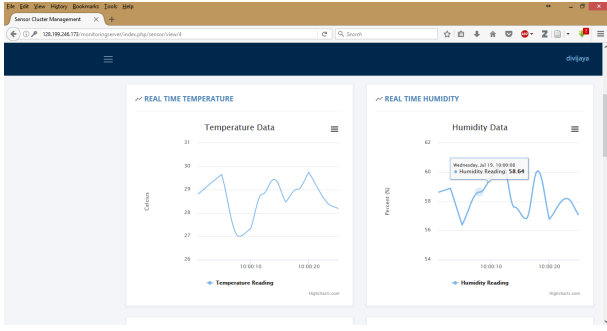 File Edit View History Bookmarks Tools Help
Sensor Cluster Management
128.199.248.173/monitoringserver/index.php/sensor/view/4
Search
divijaya
REAL TIME TEMPERATURE
Temperature Data
31
30
29
28
27
26
Celcius
10:00:10
10:00:20
Temperature Reading
Highcharts.com
REAL TIME HUMIDITY
Humidity Data
62
60
58
56
54
Percent (%)
Wednesday, Jul 19, 10:00:08
Humidity Reading: 58.64
10:00:10
10:00:20
Humidity Reading
Highcharts.com